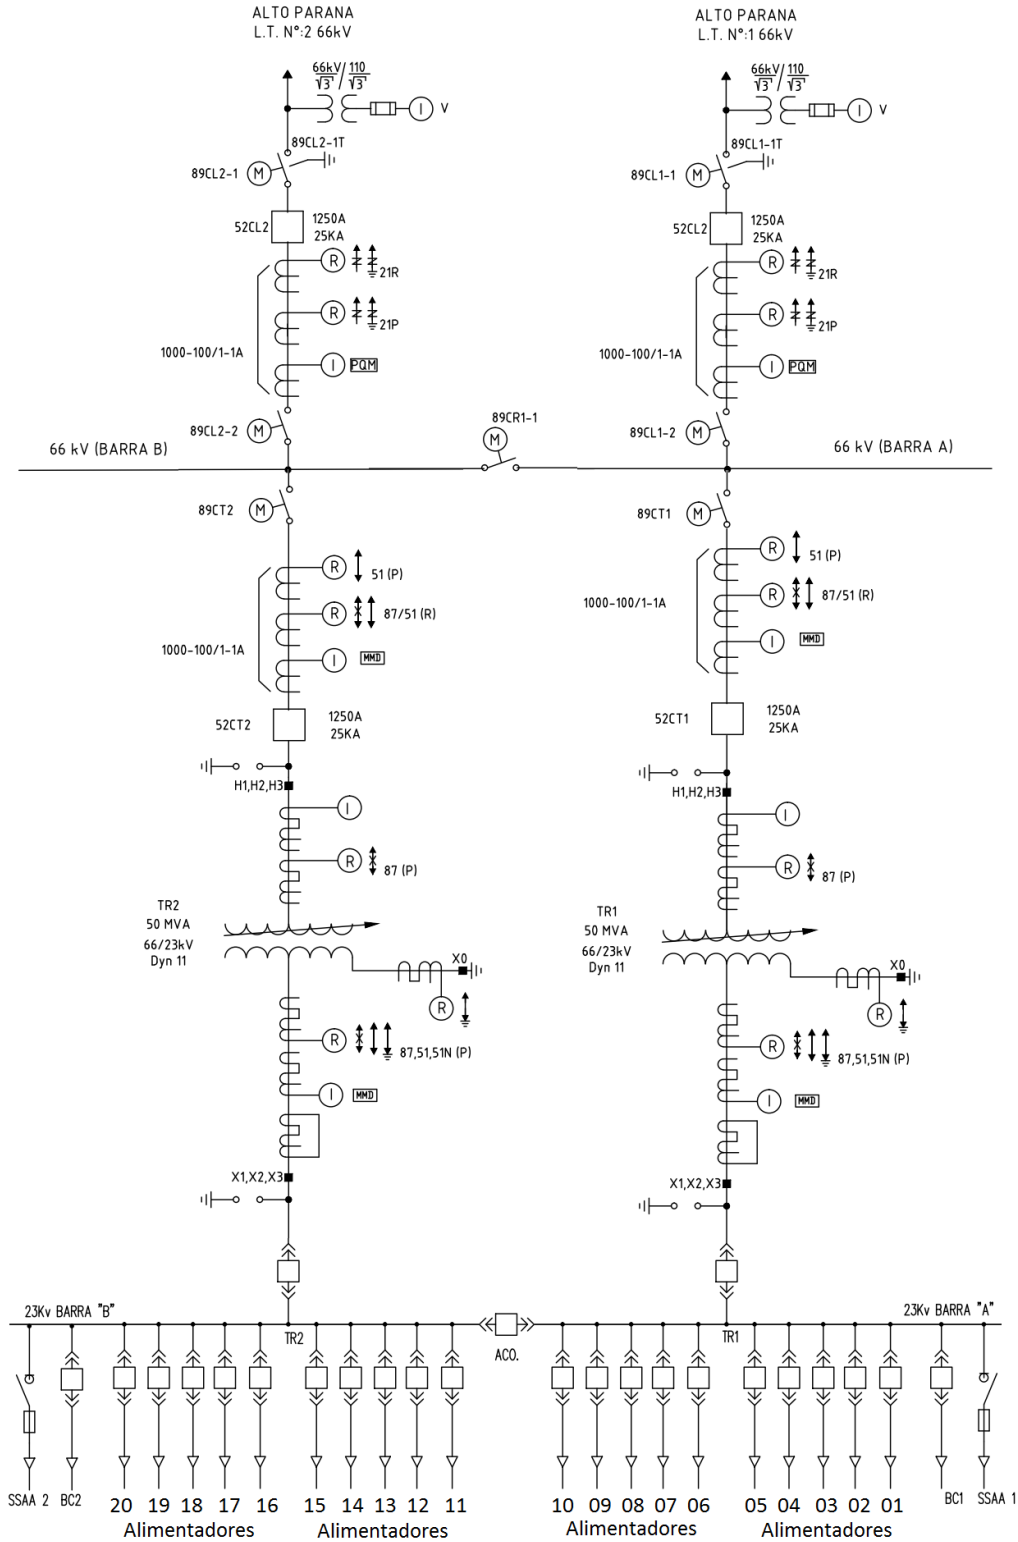 ALTO PARANA
L.T. N°:2 66kV
66kV/110
√3 √3
V
89CL2-1T
89CL2-1
M
52CL2
1250A
25KA
R
21R
R
21P
1000-100/1-1A
I
PQM
89CL2-2
M
66 kV (BARRA B)
ALTO PARANA
L.T. N°:1 66kV
66kV/110
√3 √3
I
V
89CL1-1T
89CL1-1
M
52CL2
1250A
25KA
R
21R
R
21P
1000-100/1-1A
I
PQM
89CL1-2
M
89CR1-1
M
66 kV (BARRA A)
89CT2
M
R
51 (P)
R
87/51 (R)
1000-100/1-1A
I
MMD
52CT2
1250A
25KA
H1,H2,H3
I
R
87 (P)
TR2
50 MVA
66/23kV
Dyn 11
X0
R
R
87,51,51N (P)
I
MMD
X1,X2,X3
89CT1
M
R
51 (P)
R
87/51 (R)
1000-100/1-1A
I
MMD
52CT1
1250A
25KA
H1,H2,H3
I
R
87 (P)
TR1
50 MVA
66/23kV
Dyn 11
X0
R
R
87,51,51N (P)
I
MMD
X1,X2,X3
23Kv BARRA "B"
23Kv BARRA "A"
TR2
ACO.
TR1
SSAA 2 BC2 20 19 18 17 16 15 14 13 12 11 10 09 08 07 06 05 04 03 02 01 BC1 SSAA 1
Alimentadores Alimentadores Alimentadores Alimentadores